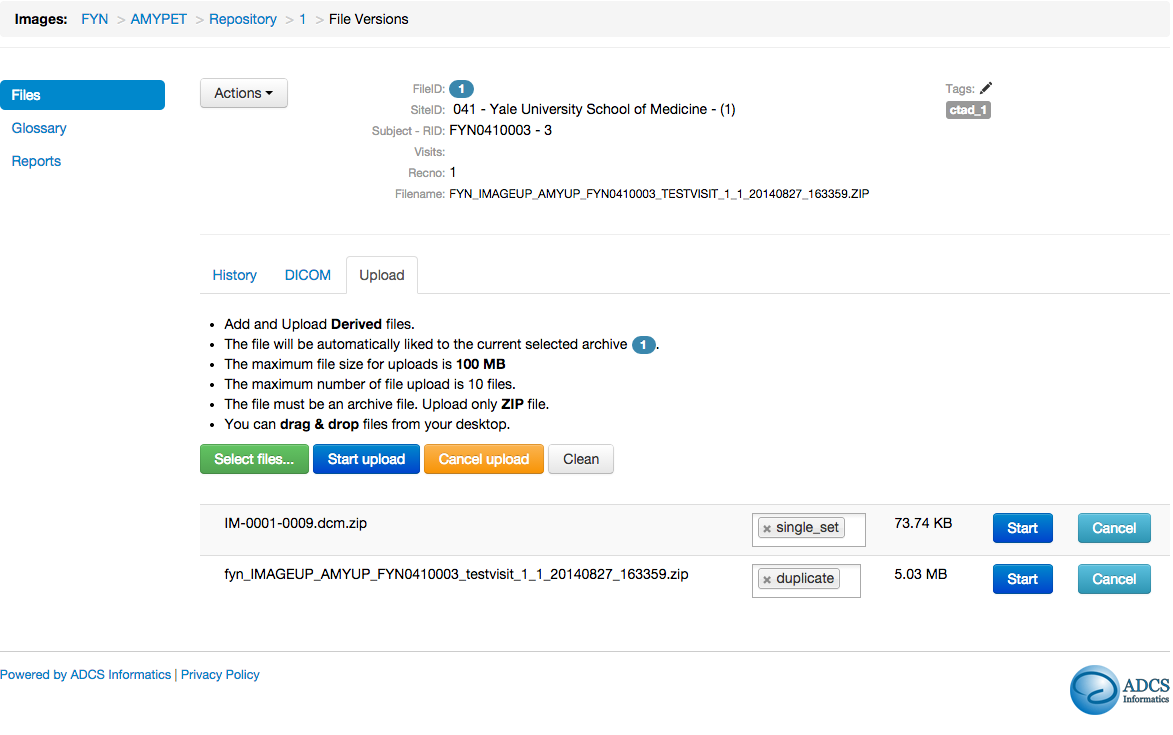 Images: FYN > AMYPET > Repository > 1 > File Versions
Files
Glossary
Reports
Actions
FileID: 1
SiteID: 041 - Yale University School of Medicine - (1)
Subject - RID: FYN0410003 - 3
Visits:
Recno: 1
Filename: FYN_IMAGEUP_AMYUP_FYN0410003_TESTVISIT_1_1_20140827_163359.ZIP
Tags:
ctad_1
History DICOM Upload
• Add and Upload Derived files.
• The file will be automatically liked to the current selected archive 1.
• The maximum file size for uploads is 100 MB
• The maximum number of file upload is 10 files.
• The file must be an archive file. Upload only ZIP file.
• You can drag & drop files from your desktop.
Select files... Start upload Cancel upload Clean
IM-0001-0009.dcm.zip × single_set 73.74 KB Start Cancel
fyn_IMAGEUP_AMYUP_FYN0410003_testvisit_1_1_20140827_163359.zip × duplicate 5.03 MB Start Cancel
Powered by ADCS Informatics | Privacy Policy
ADCS
Informatics